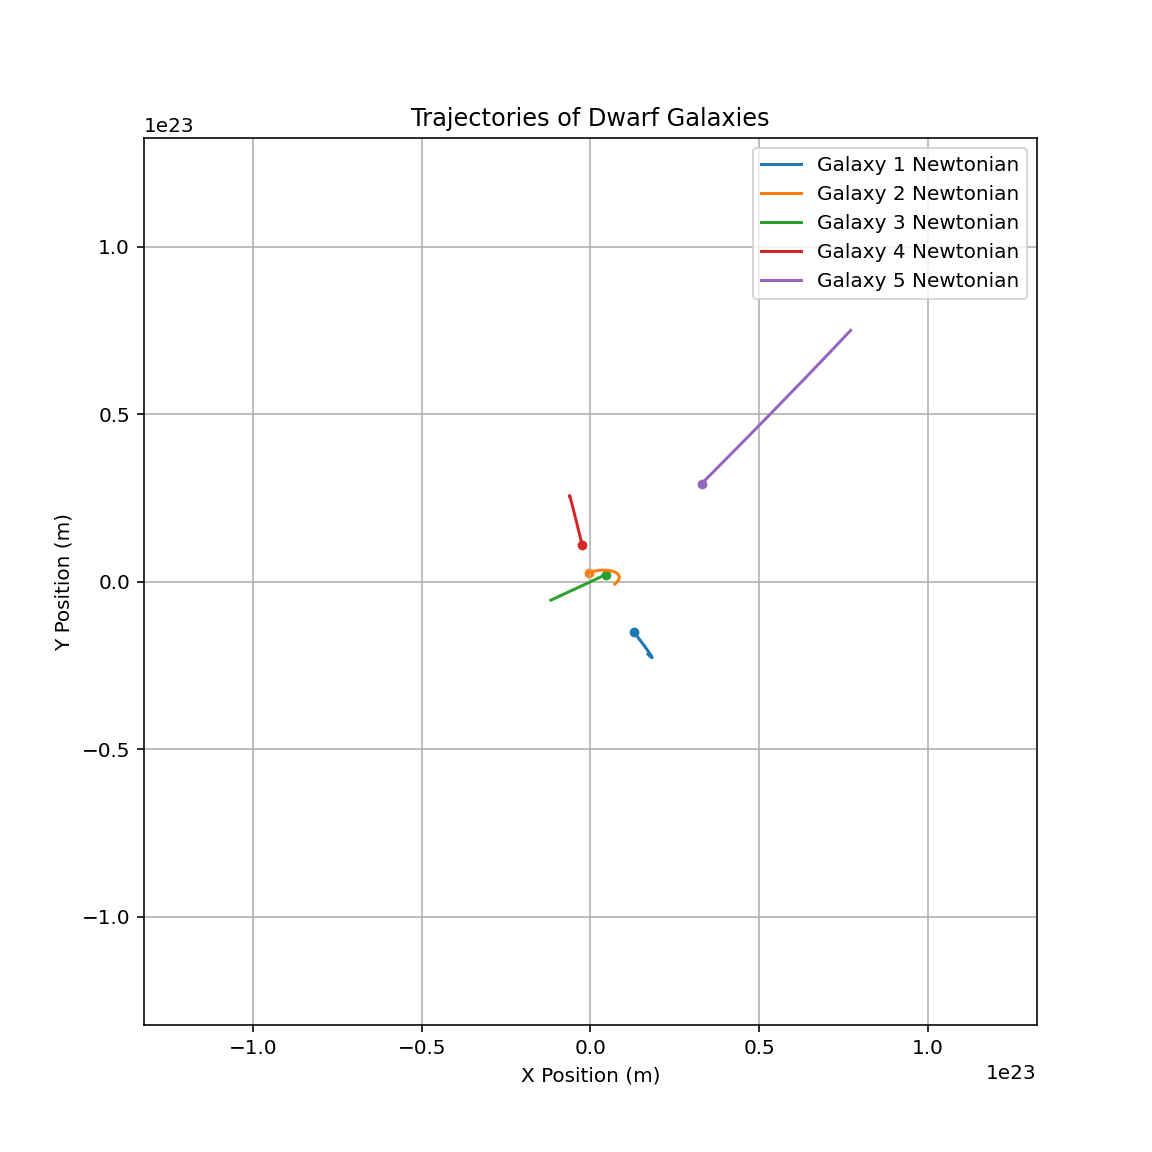 Trajectories of Dwarf Galaxies
1e23
Galaxy 1 Newtonian
Galaxy 2 Newtonian
Galaxy 3 Newtonian
Galaxy 4 Newtonian
Galaxy 5 Newtonian
1.0
0.5
0.0
−0.5
−1.0
Y Position (m)
−1.0 −0.5 0.0 0.5 1.0
1e23
X Position (m)